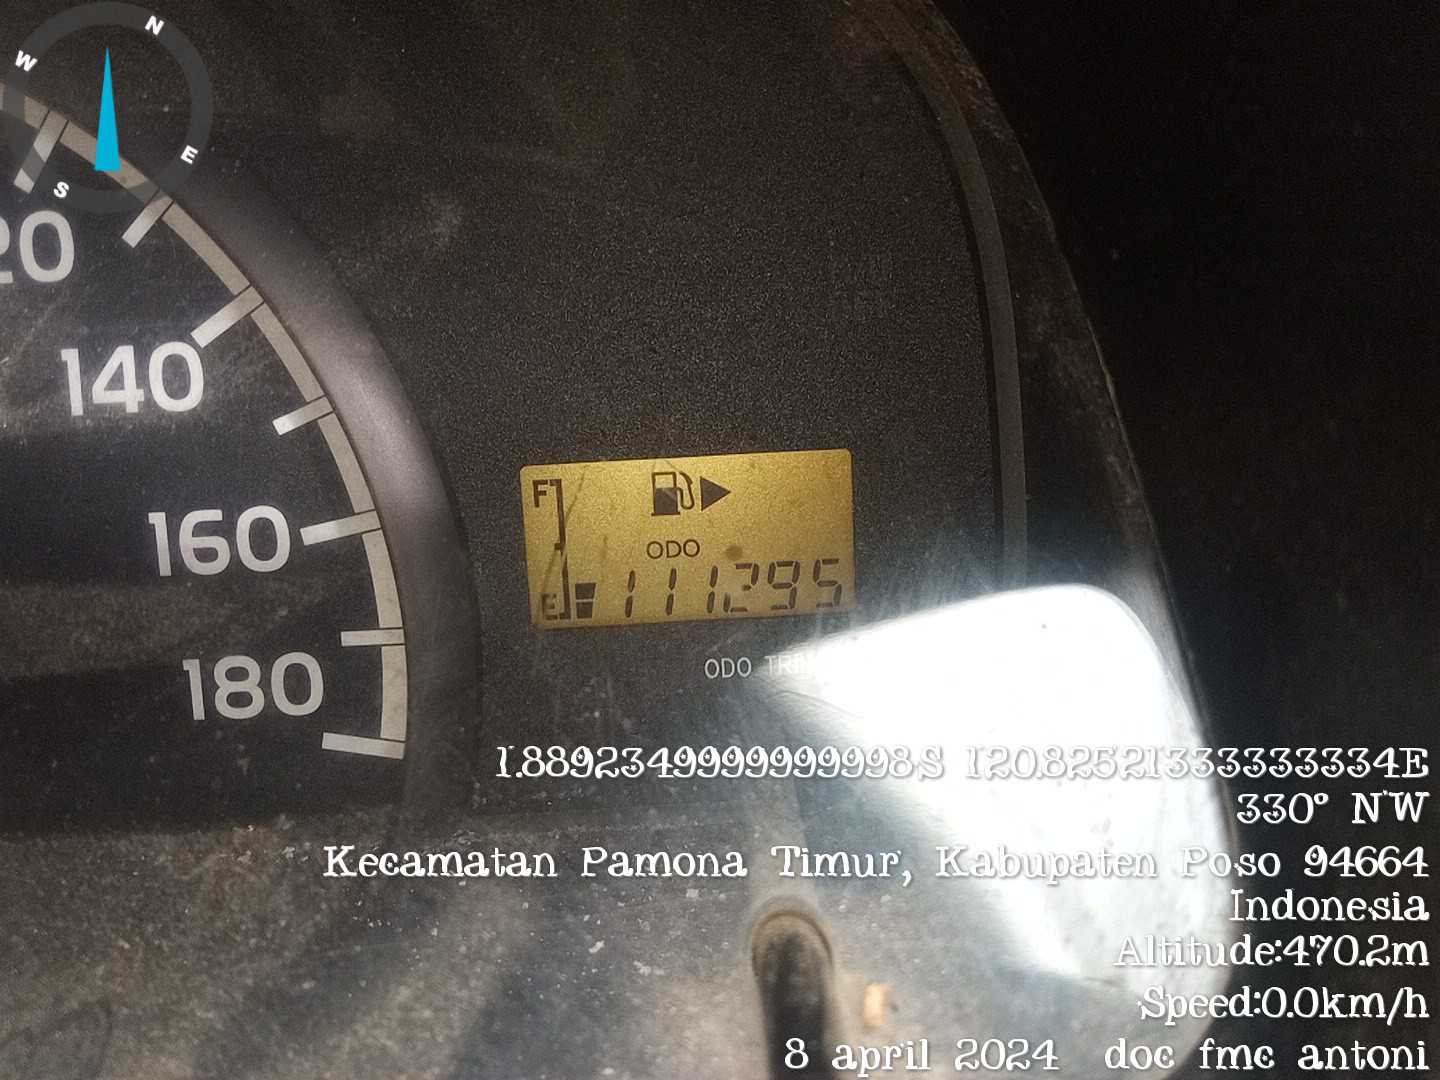 N
W
E
S
20
140
160
180
F
ODO
E 111295
ODO TRIP
1.8892349999999998S 120.82521333333334E
330° NW
Kecamatan Pamona Timur, Kabupaten Poso 94664
Indonesia
Altitude:470.2m
Speed:0.0km/h
8 april 2024 doc fmc antoni